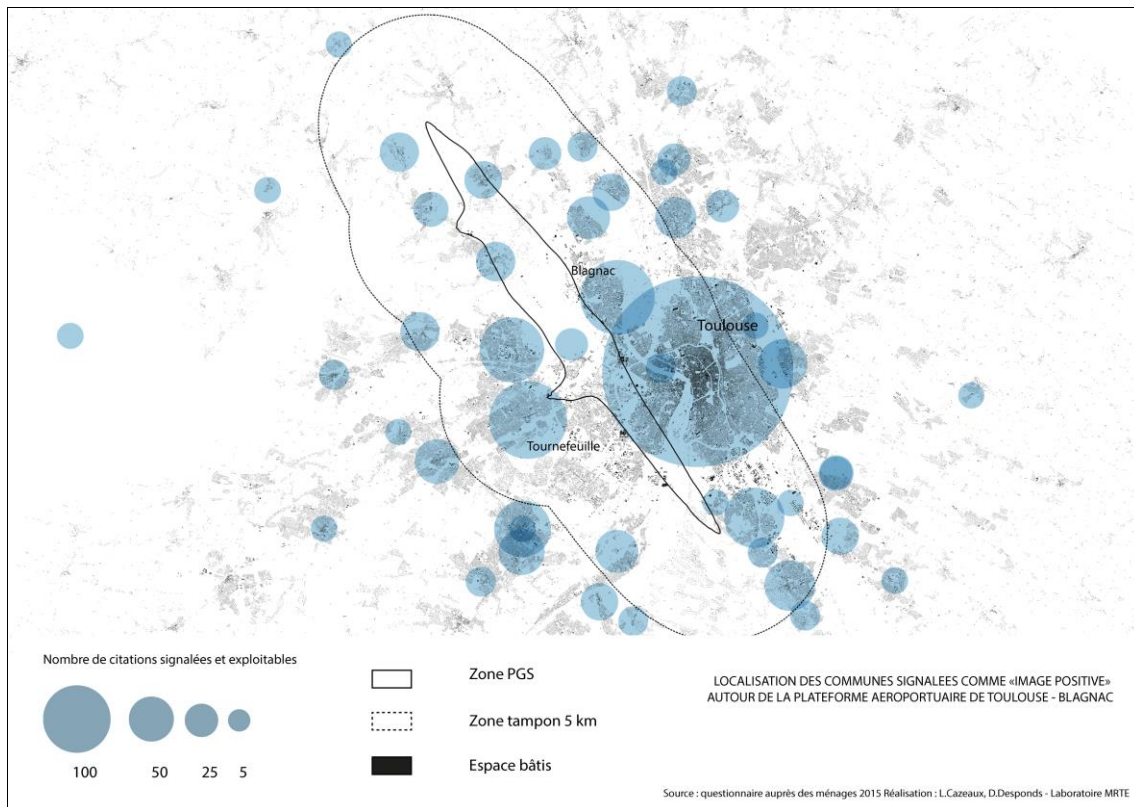 Blagnac
Toulouse
Tournefeuille
Nombre de citations signalées et exploitables
100 50 25 5
Zone PGS
Zone tampon 5 km
Espace bâtis
LOCALISATION DES COMMUNES SIGNALEES COMME «IMAGE POSITIVE»
AUTOUR DE LA PLATEFORME AEROPORTUAIRE DE TOULOUSE - BLAGNAC
Source : questionnaire auprès des ménages 2015 Réalisation : L.Cazeaux, D.Desponds - Laboratoire MRTE